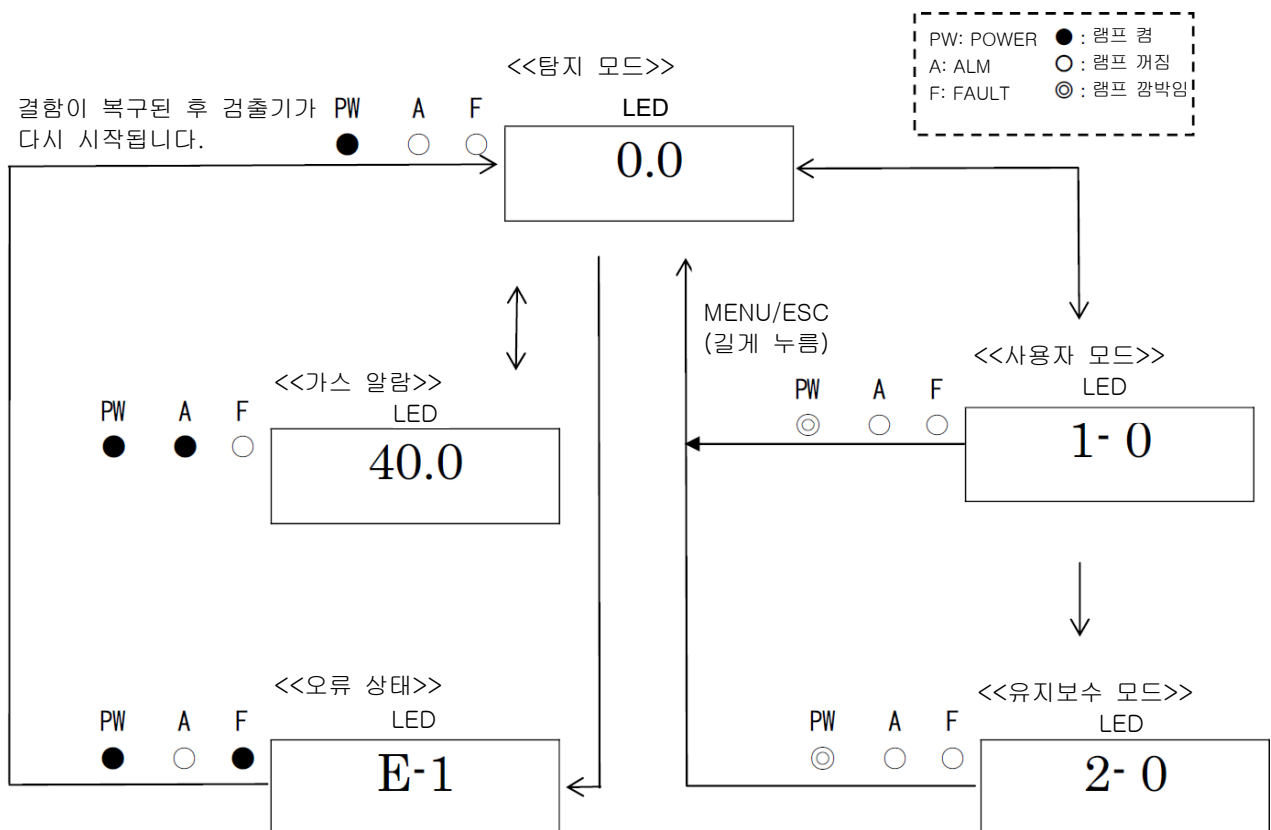 PW: POWER ● : 램프 켬
A: ALM ○ : 램프 꺼짐
F: FAULT ◎ : 램프 깜박임
<<탐지 모드>>
LED
결함이 복구된 후 검출기가
다시 시작됩니다.
PW A F
● ○ ○
0.0
MENU/ESC
(길게 누름)
<<가스 알람>>
LED
PW A F
● ● ○
40.0
<<사용자 모드>>
LED
PW A F
◎ ○ ○
1- 0
<<오류 상태>>
LED
PW A F
● ○ ●
E-1
<<유지보수 모드>>
LED
PW A F
◎ ○ ○
2- 0